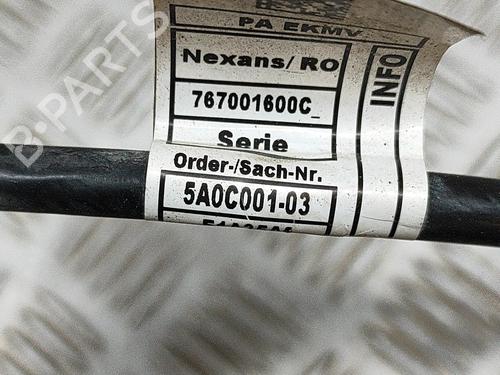 PA EKMV
Nexans/RO
767001600C_
Serie
Order-/Sach-Nr.
5A0C001-03
INFO
B-PARTS